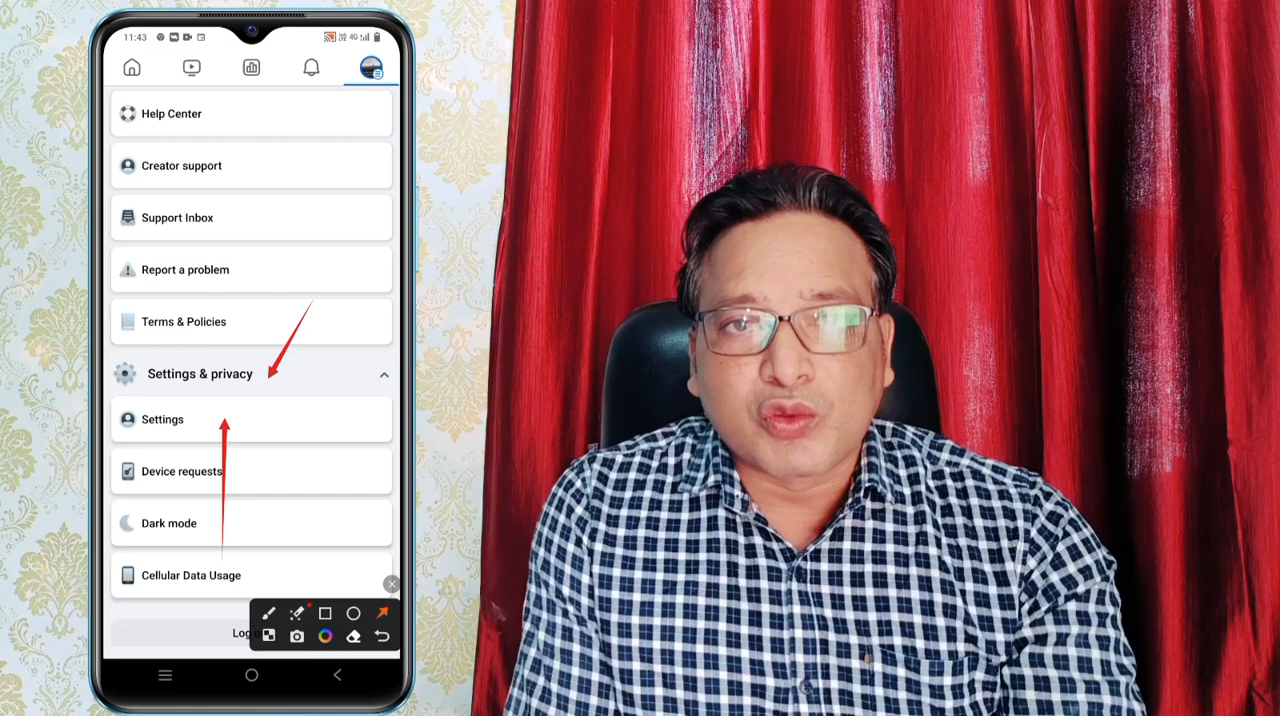 11:43
4G
Help Center
Creator support
Support Inbox
Report a problem
Terms & Policies
Settings & privacy
Settings
Device requests
Dark mode
Cellular Data Usage